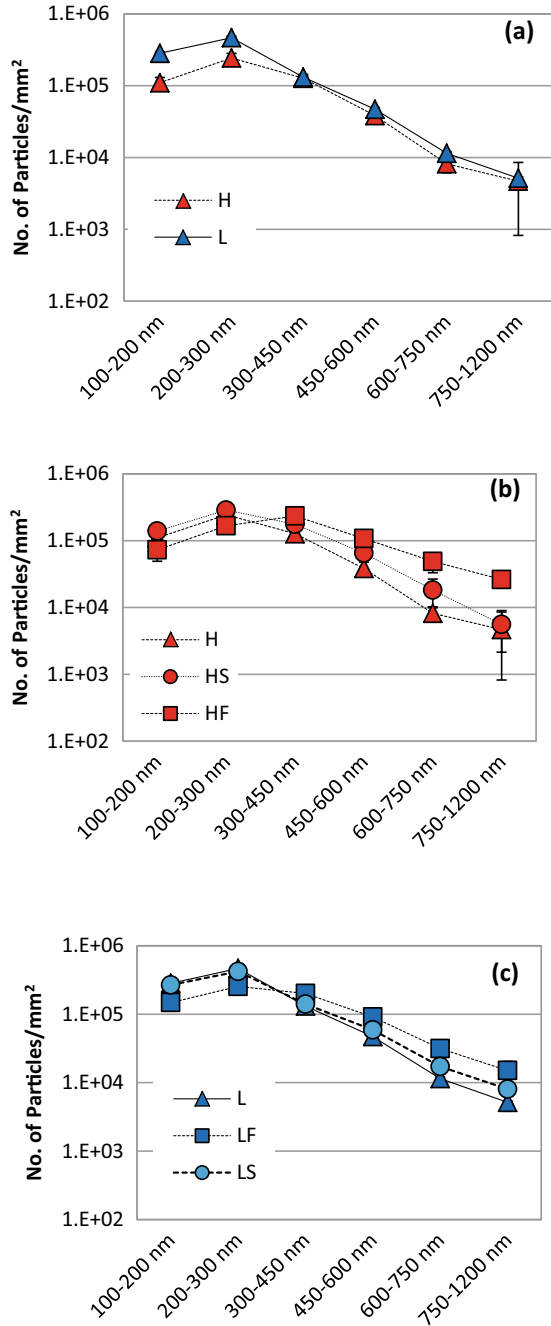 (a)
No. of Particles/mm²
1.E+06
1.E+05
1.E+04
1.E+03
1.E+02
H
L
100-200 nm
200-300 nm
300-450 nm
450-600 nm
600-750 nm
750-1200 nm
(b)
No. of Particles/mm²
1.E+06
1.E+05
1.E+04
1.E+03
1.E+02
H
HS
HF
100-200 nm
200-300 nm
300-450 nm
450-600 nm
600-750 nm
750-1200 nm
(c)
No. of Particles/mm²
1.E+06
1.E+05
1.E+04
1.E+03
1.E+02
L
LF
LS
100-200 nm
200-300 nm
300-450 nm
450-600 nm
600-750 nm
750-1200 nm